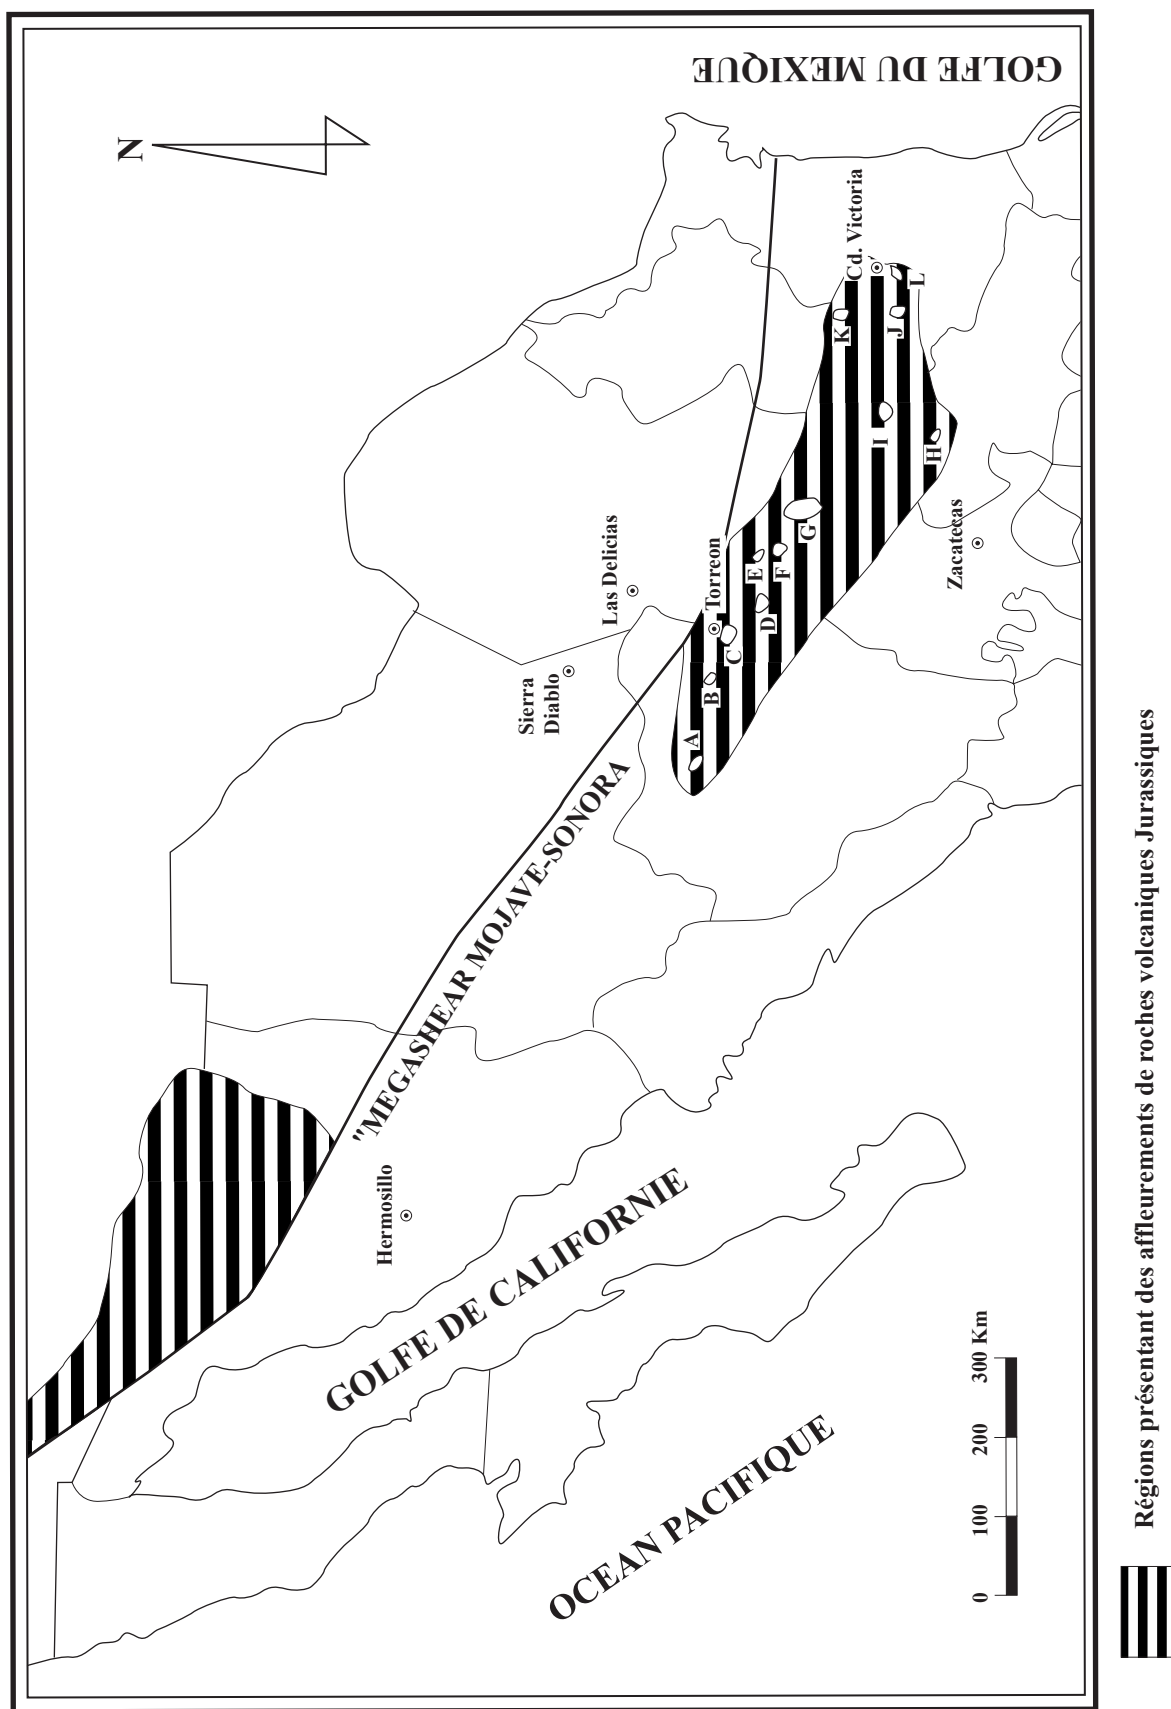 GOLFE DU MEXIQUE
N
Cd. Victoria
K
L
J
I
H
G
Las Delicias
Torreon
E
F
D
C
B
A
Zacatecas
Sierra
Diablo
"MEGASHEAR MOJAVE-SONORA
Hermosillo
GOLFE DE CALIFORNIE
OCEAN PACIFIQUE
0 100 200 300 Km
Régions présentant des affleurements de roches volcaniques Jurassiques